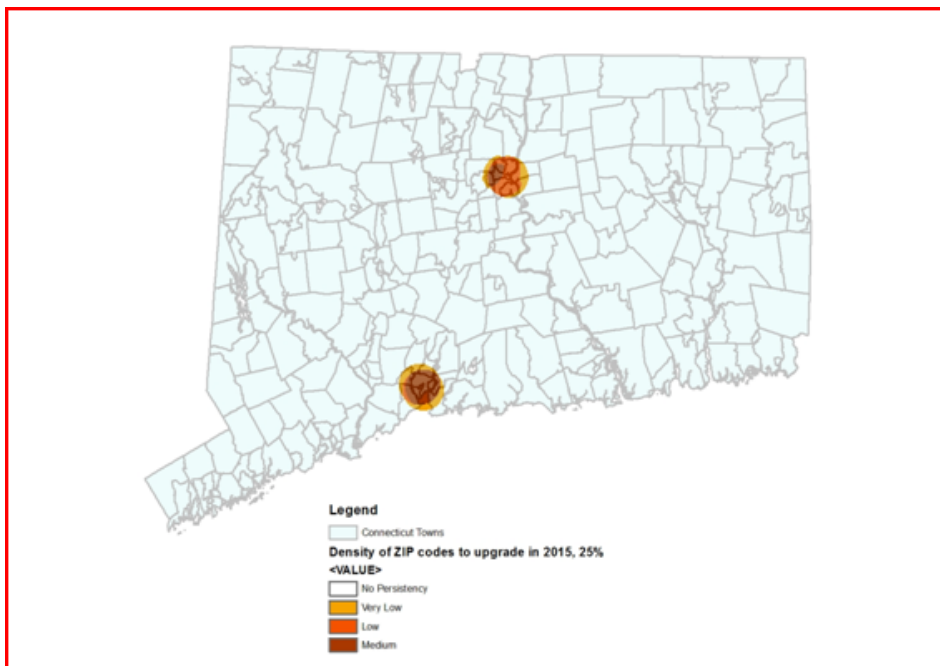 Legend
Connecticut Towns
Density of ZIP codes to upgrade in 2015, 25%
<VALUE>
No Persistency
Very Low
Low
Medium